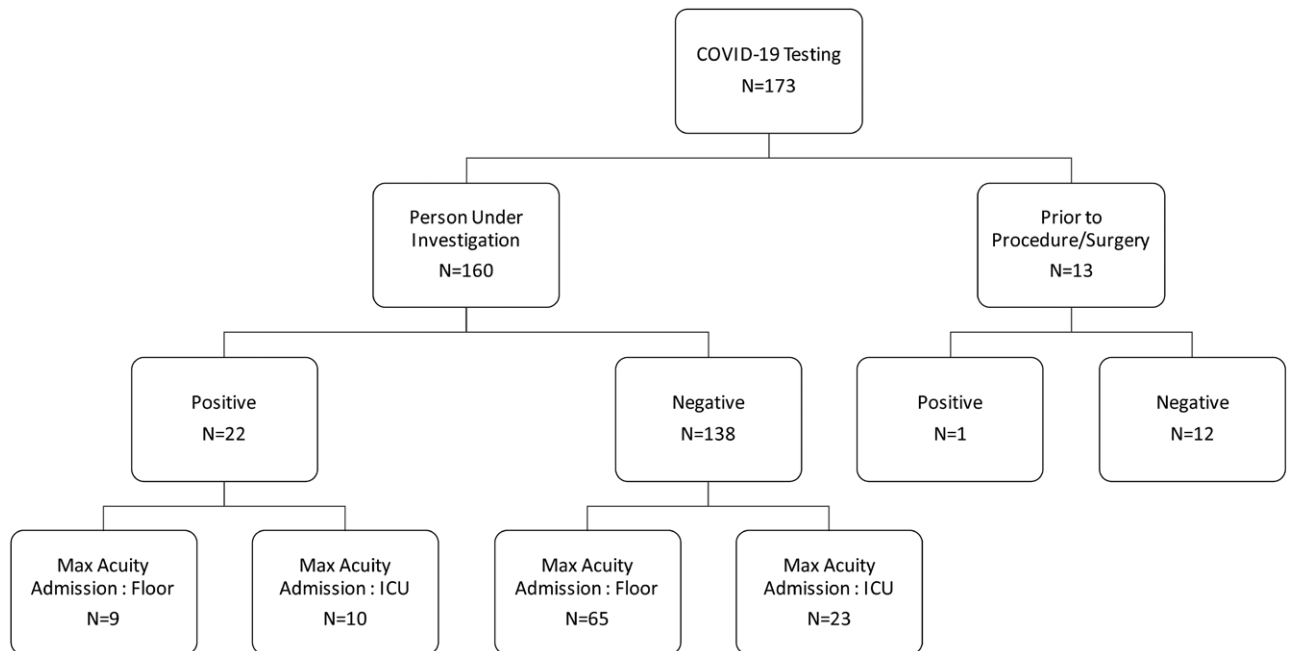 COVID-19 Testing
N=173
Person Under
Investigation
N=160
Prior to
Procedure/Surgery
N=13
Positive
N=22
Negative
N=138
Positive
N=1
Negative
N=12
Max Acuity
Admission : Floor
N=9
Max Acuity
Admission : ICU
N=10
Max Acuity
Admission : Floor
N=65
Max Acuity
Admission : ICU
N=23